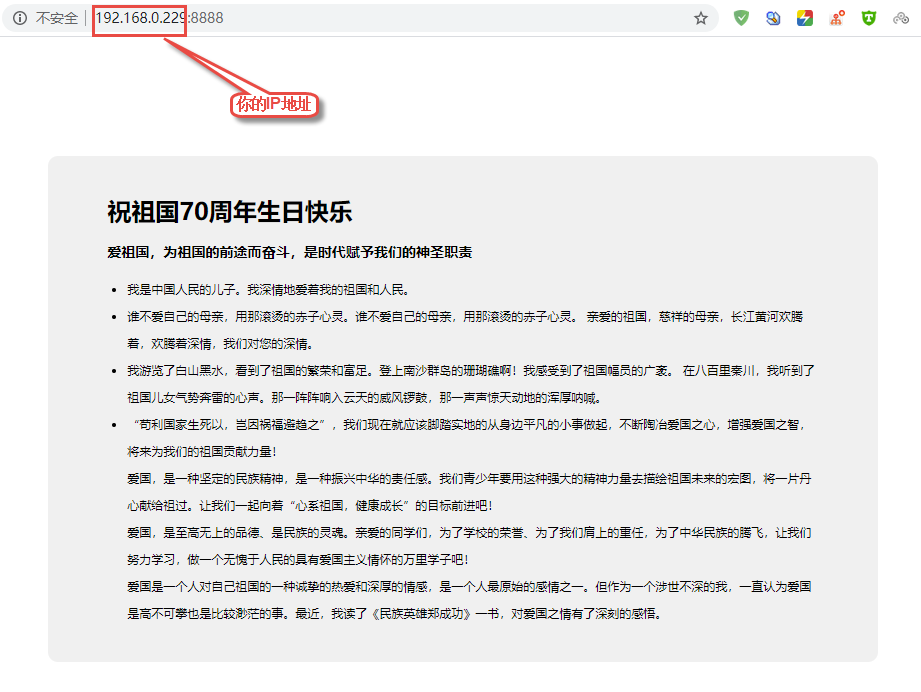 不安全 192.168.0.229:8888
你的IP地址
祝祖国70周年生日快乐
爱祖国，为祖国的前途而奋斗，是时代赋予我们的神圣职责
我是中国人民的儿子。我深情地爱着我的祖国和人民。
谁不爱自己的母亲，用那滚烫的赤子心灵。谁不爱自己的母亲，用那滚烫的赤子心灵。 亲爱的祖国，慈祥的母亲，长江黄河欢腾
着，欢腾着深情，我们对您的深情。
我游览了白山黑水，看到了祖国的繁荣和富足。登上南沙群岛的珊瑚礁啊！我感受到了祖国幅员的广袤。 在八百里秦川，我听到了
祖国儿女气势奔雷的心声。那一阵阵响入云天的威风锣鼓，那一声声惊天动地的浑厚呐喊。
“苟利国家生死以，岂因祸福避趋之”，我们现在就应该脚踏实地的从身边平凡的小事做起，不断陶冶爱国之心，增强爱国之智，
将来为我们的祖国贡献力量！
爱国，是一种坚定的民族精神，是一种振兴中华的责任感。我们青少年要用这种强大的精神力量去描绘祖国未来的宏图，将一片丹
心献给祖过。让我们一起向着“心系祖国，健康成长”的目标前进吧！
爱国，是至高无上的品德、是民族的灵魂。亲爱的同学们，为了学校的荣誉、为了我们肩上的重任，为了中华民族的腾飞，让我们
努力学习，做一个无愧于人民的具有爱国主义情怀的万里学子吧！
爱国是一个人对自己祖国的一种诚挚的热爱和深厚的情感，是一个人最原始的感情之一。但作为一个涉世不深的我，一直认为爱国
是高不可攀也是比较渺茫的事。最近，我读了《民族英雄郑成功》一书，对爱国之情有了深刻的感悟。